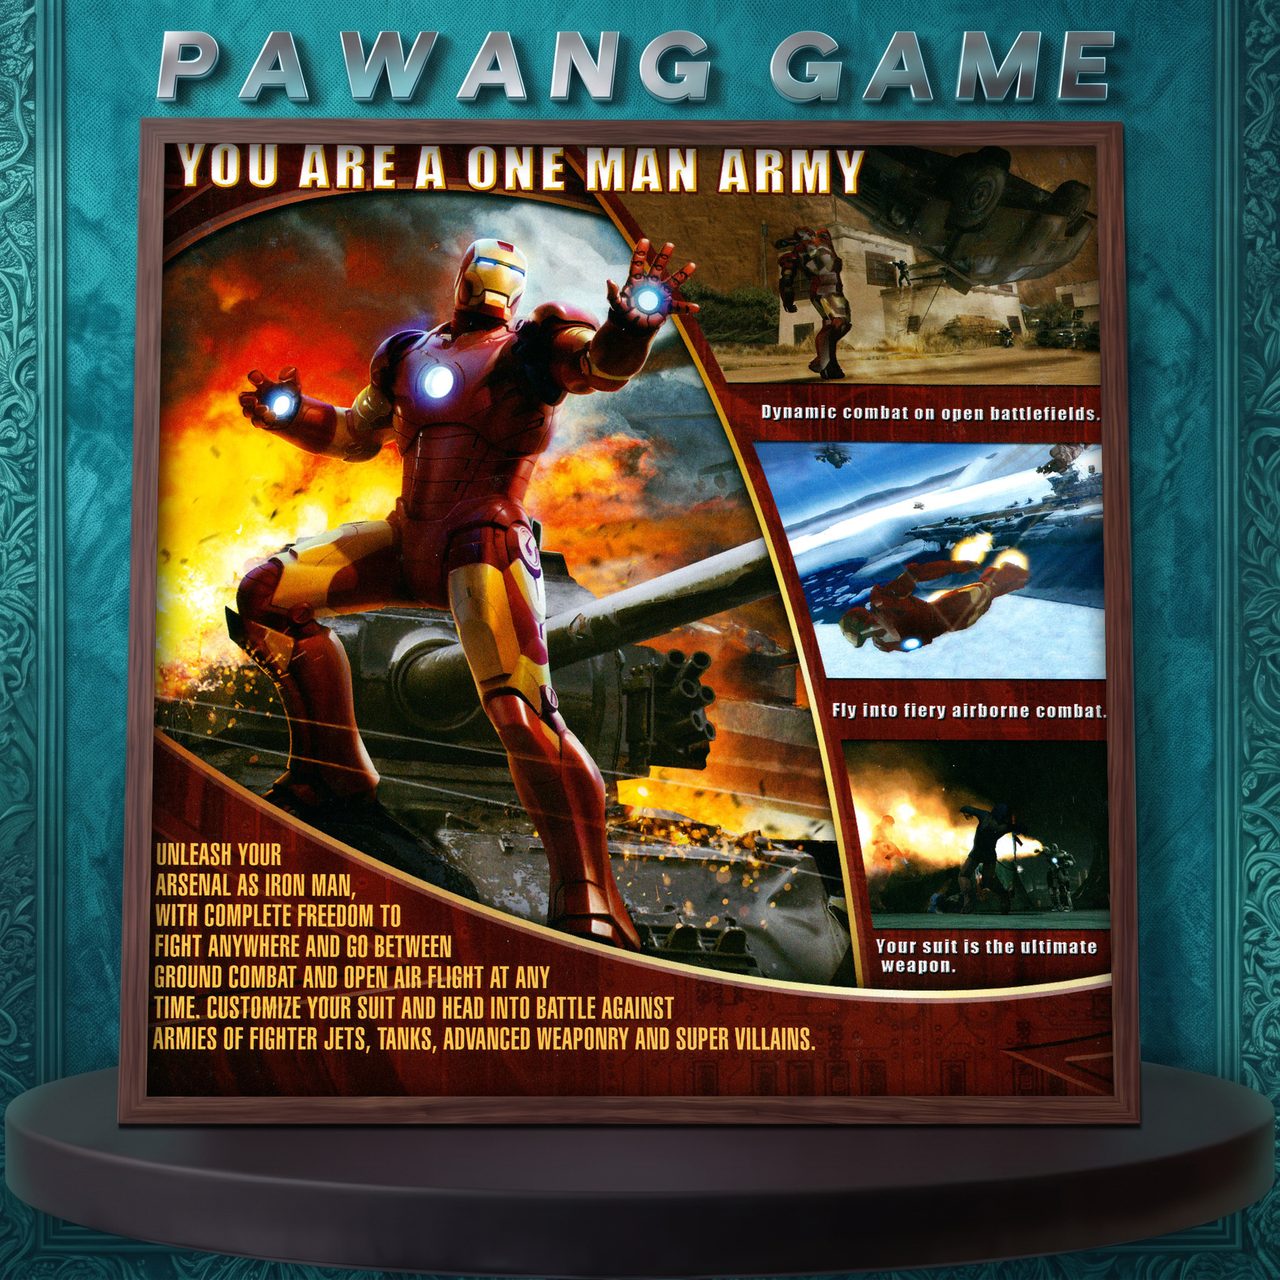 PAWANG GAME
YOU ARE A ONE MAN ARMY
Dynamic combat on open battlefields.
Fly into fiery airborne combat.
Your suit is the ultimate
weapon.
UNLEASH YOUR
ARSENAL AS IRON MAN,
WITH COMPLETE FREEDOM TO
FIGHT ANYWHERE AND GO BETWEEN
GROUND COMBAT AND OPEN AIR FLIGHT AT ANY
TIME. CUSTOMIZE YOUR SUIT AND HEAD INTO BATTLE AGAINST
ARMIES OF FIGHTER JETS, TANKS, ADVANCED WEAPONRY AND SUPER VILLAINS.